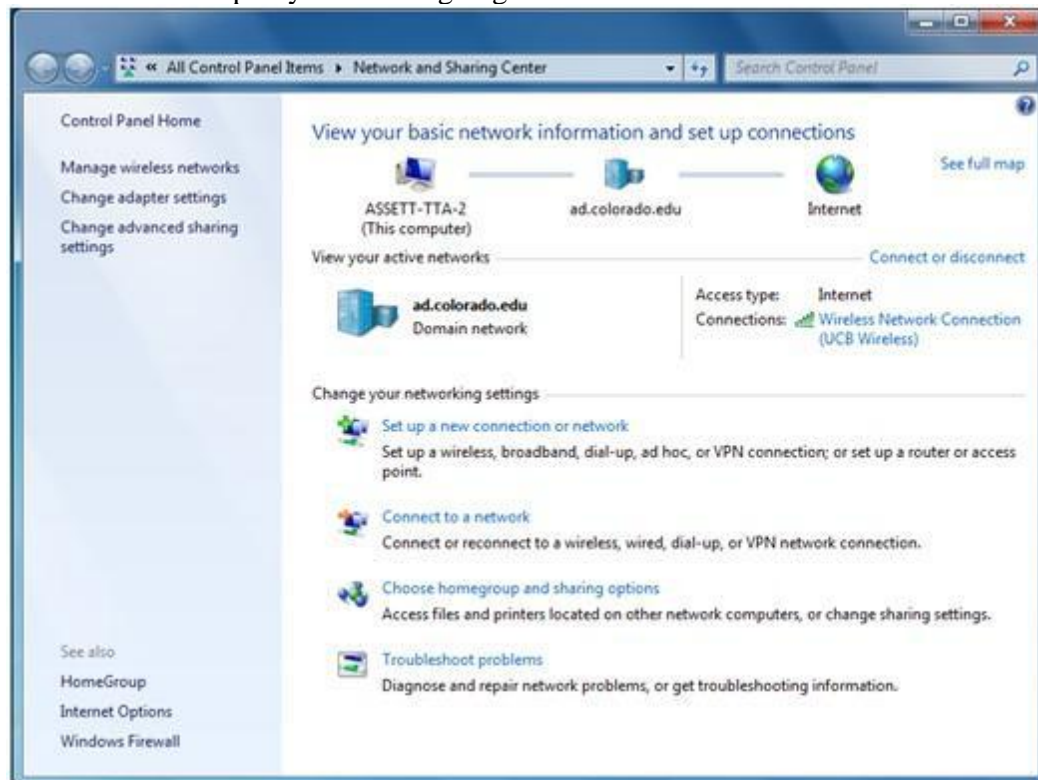 « All Control Panel Items ▸ Network and Sharing Center
Search Control Panel
Control Panel Home
Manage wireless networks
Change adapter settings
Change advanced sharing
settings
See also
HomeGroup
Internet Options
Windows Firewall
View your basic network information and set up connections
See full map
ASSETT-TTA-2
(This computer)
ad.colorado.edu
Internet
View your active networks
Connect or disconnect
ad.colorado.edu
Domain network
Access type: Internet
Connections: Wireless Network Connection
(UCB Wireless)
Change your networking settings
Set up a new connection or network
Set up a wireless, broadband, dial-up, ad hoc, or VPN connection; or set up a router or access
point.
Connect to a network
Connect or reconnect to a wireless, wired, dial-up, or VPN network connection.
Choose homegroup and sharing options
Access files and printers located on other network computers, or change sharing settings.
Troubleshoot problems
Diagnose and repair network problems, or get troubleshooting information.